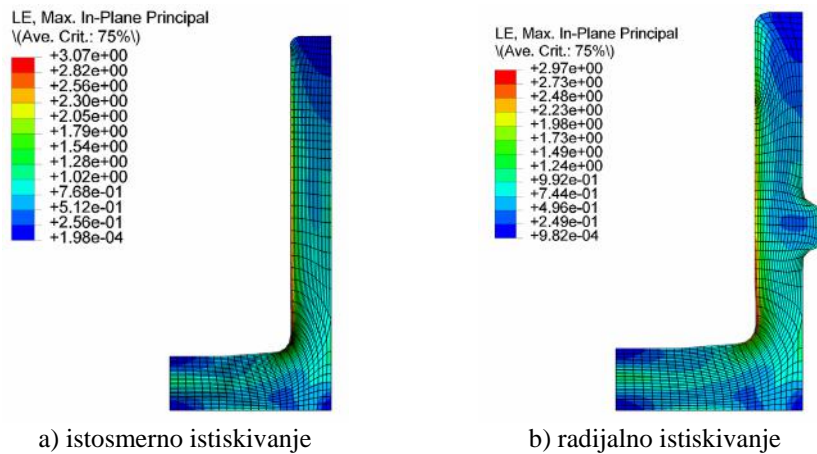 LE, Max. In-Plane Principal
\(Ave. Crit.: 75%\)
+3.07e+00
+2.82e+00
+2.56e+00
+2.30e+00
+2.05e+00
+1.79e+00
+1.54e+00
+1.28e+00
+1.02e+00
+7.68e-01
+5.12e-01
+2.56e-01
+1.98e-04
a) istosmerno istiskivanje
LE, Max. In-Plane Principal
\(Ave. Crit.: 75%\)
+2.97e+00
+2.73e+00
+2.48e+00
+2.23e+00
+1.98e+00
+1.73e+00
+1.49e+00
+1.24e+00
+9.92e-01
+7.44e-01
+4.96e-01
+2.49e-01
+9.82e-04
b) radijalno istiskivanje